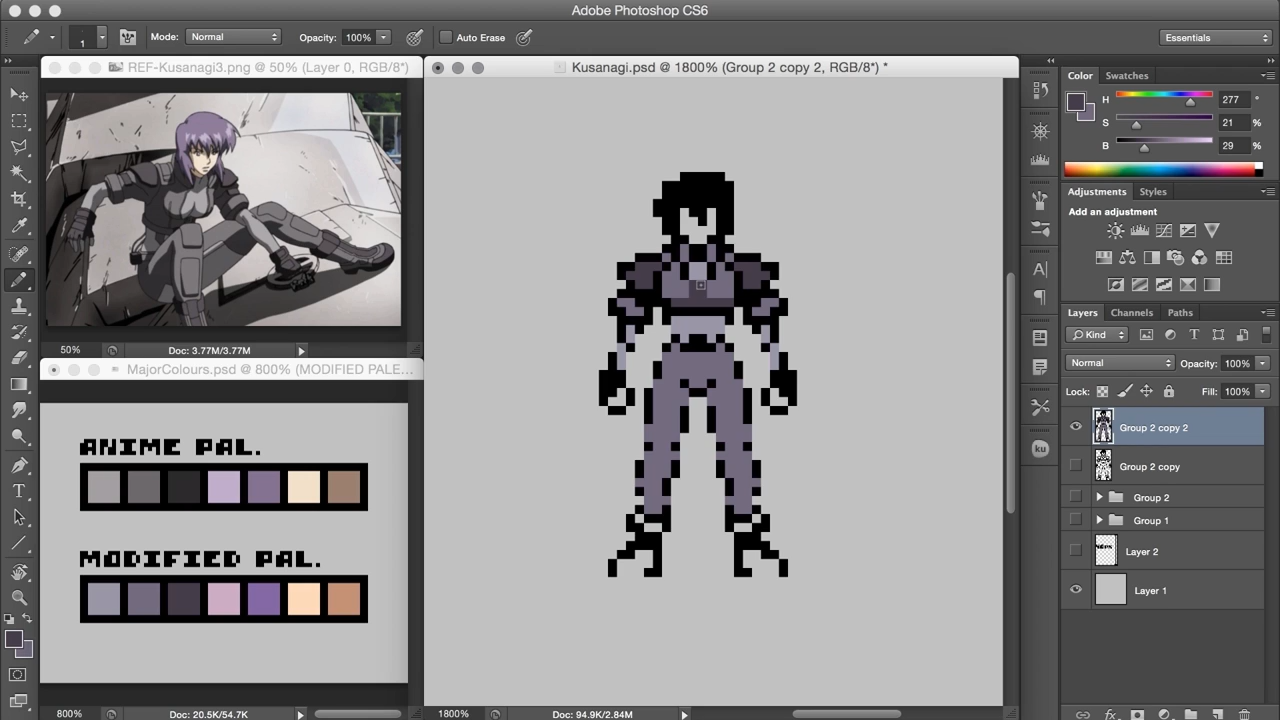 Adobe Photoshop CS6
1 Mode: Normal Opacity: 100% Auto Erase Essentials
REF-Kusanagi3.png @ 50% (Layer 0, RGB/8*)
Kusanagi.psd @ 1800% (Group 2 copy 2, RGB/8*) *
Color Swatches
H 277 °
S 21 %
B 29 %
Adjustments Styles
Add an adjustment
Layers Channels Paths
Kind
Normal Opacity: 100%
Lock: Fill: 100%
Group 2 copy 2
Group 2 copy
Group 2
Group 1
Layer 2
Layer 1
50% Doc: 3.77M/3.77M
MajorColours.psd @ 800% (MODIFIED PALE...
ANIME PAL.
MODIFIED PAL.
800% Doc: 20.5K/54.7K
1800% Doc: 94.9K/2.84M
ku
fx